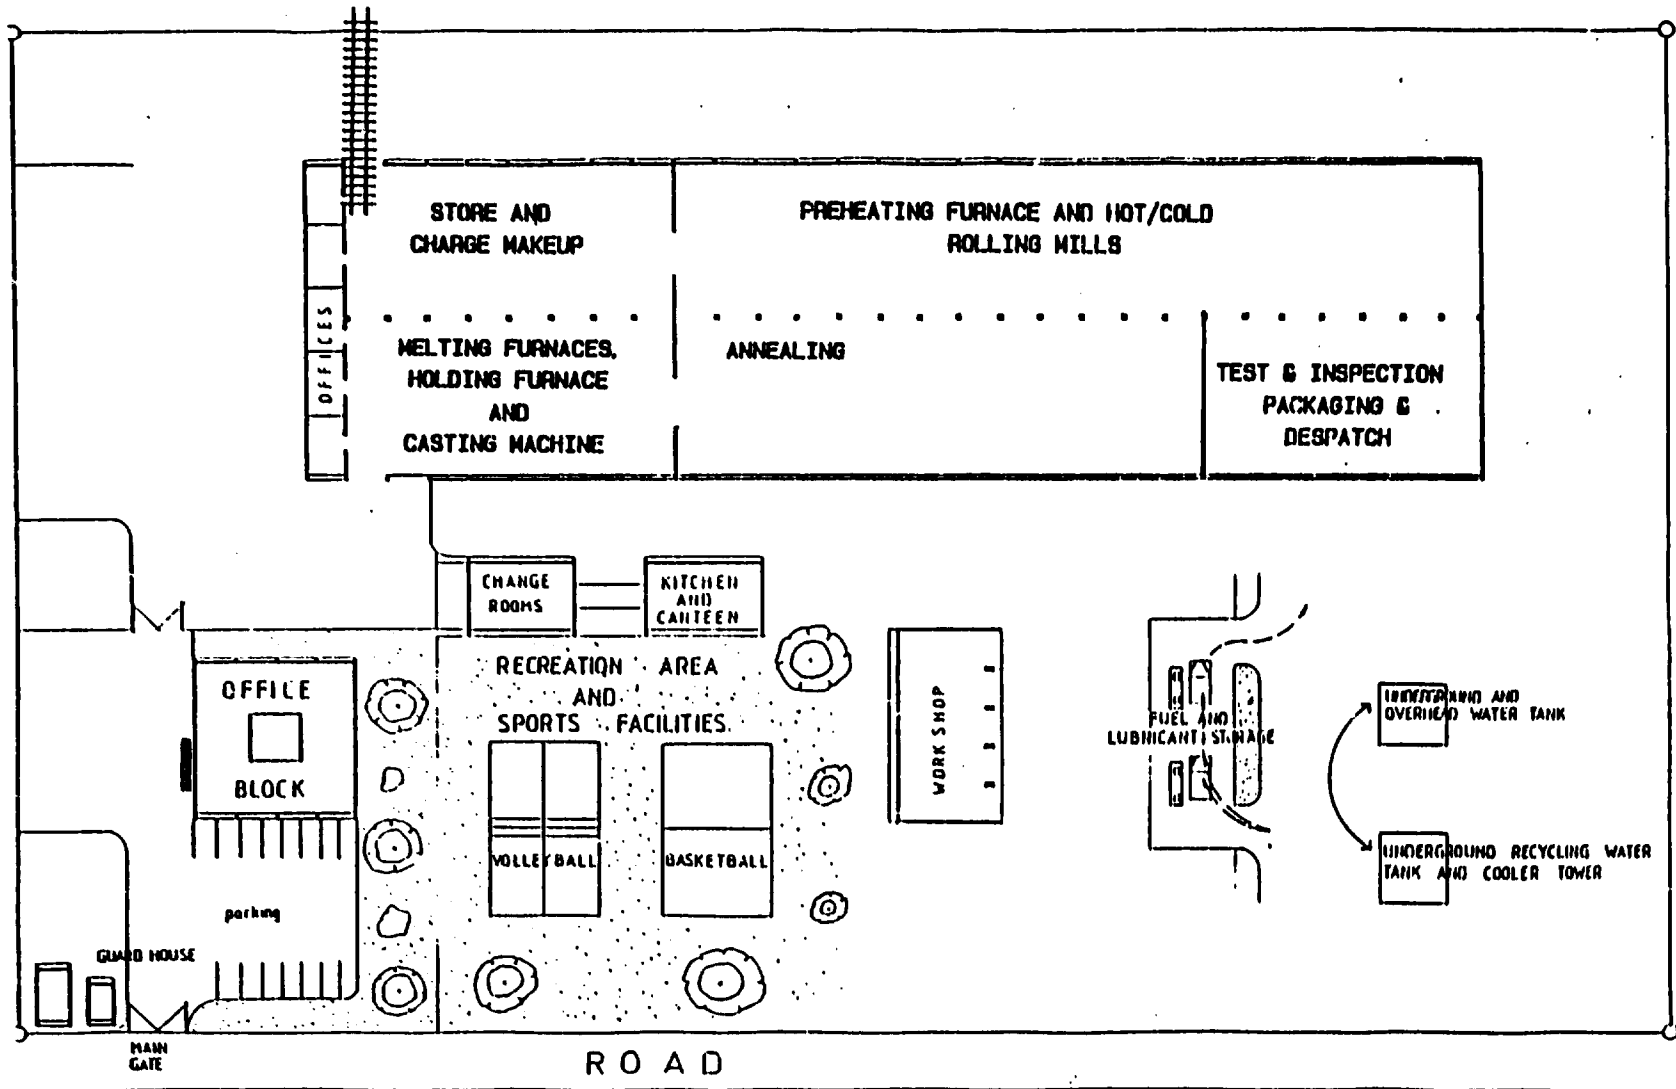 STORE AND
CHARGE MAKEUP
PREHEATING FURNACE AND HOT/COLD
ROLLING MILLS
OFFICES
MELTING FURNACES,
HOLDING FURNACE
AND
CASTING MACHINE
ANNEALING
TEST & INSPECTION
PACKAGING &
DESPATCH
CHANGE
ROOMS
KITCHEN
AND
CANTEEN
RECREATION AREA
AND
SPORTS FACILITIES.
OFFICE
BLOCK
VOLLEYBALL
BASKETBALL
WORK SHOP
FUEL AND
LUBRICANT STORAGE
UNDERGROUND AND
OVERHEAD WATER TANK
UNDERGROUND RECYCLING WATER
TANK AND COOLER TOWER
parking
GUARD HOUSE
MAIN
GATE
ROAD